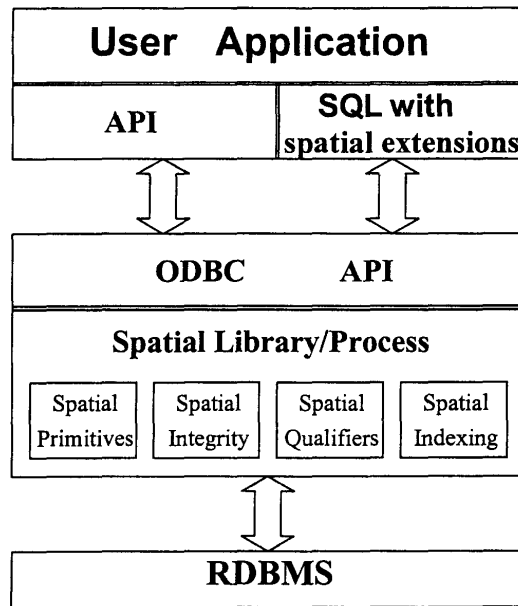 User Application
API
SQL with
spatial extensions
ODBC API
Spatial Library/Process
Spatial
Primitives
Spatial
Integrity
Spatial
Qualifiers
Spatial
Indexing
RDBMS